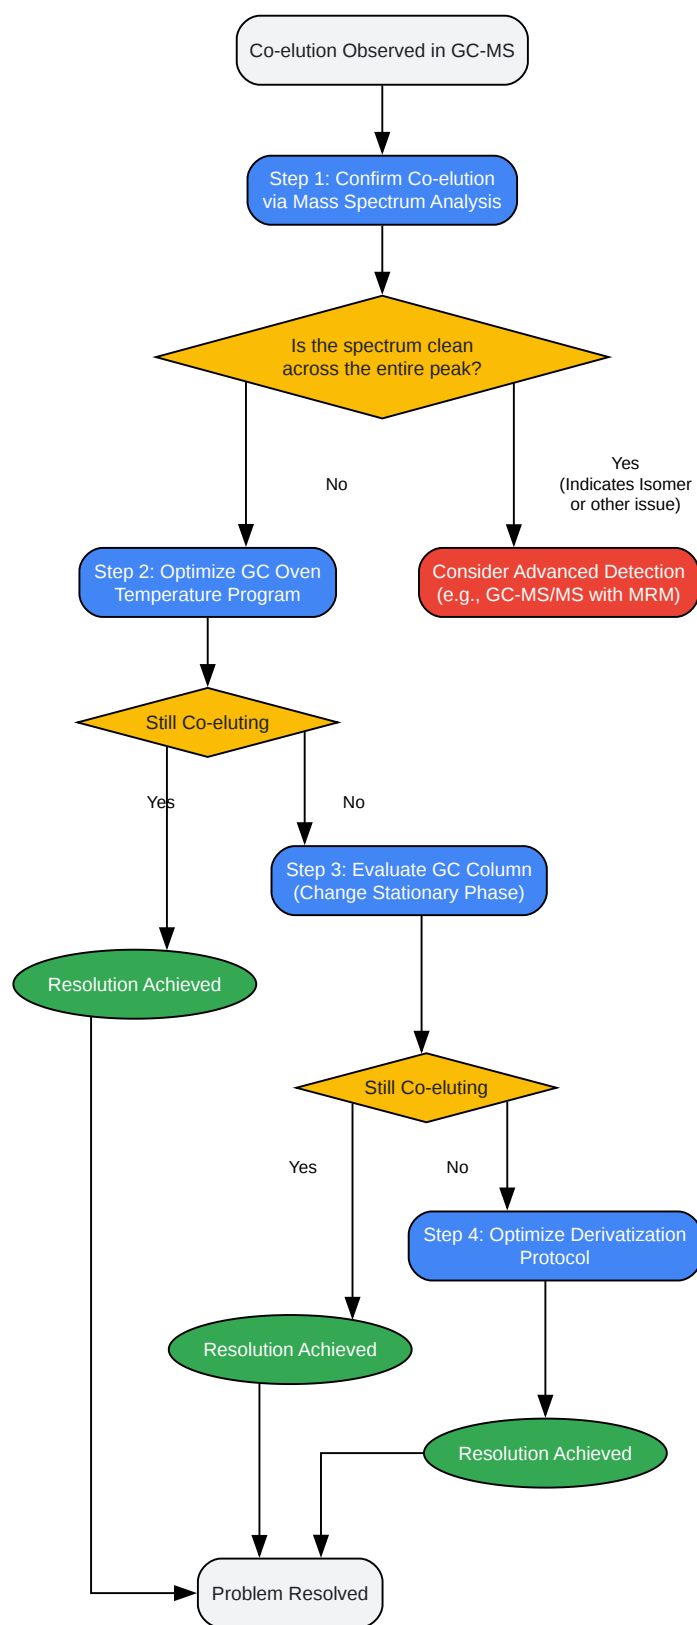 Co-elution Observed in GC-MS
Step 1: Confirm Co-elution
via Mass Spectrum Analysis
Is the spectrum clean
across the entire peak?
No
Yes
(Indicates Isomer
or other issue)
Step 2: Optimize GC Oven
Temperature Program
Consider Advanced Detection
(e.g., GC-MS/MS with MRM)
Still Co-eluting
Yes
No
Step 3: Evaluate GC Column
(Change Stationary Phase)
Resolution Achieved
Still Co-eluting
Yes
No
Step 4: Optimize Derivatization
Protocol
Resolution Achieved
Resolution Achieved
Problem Resolved